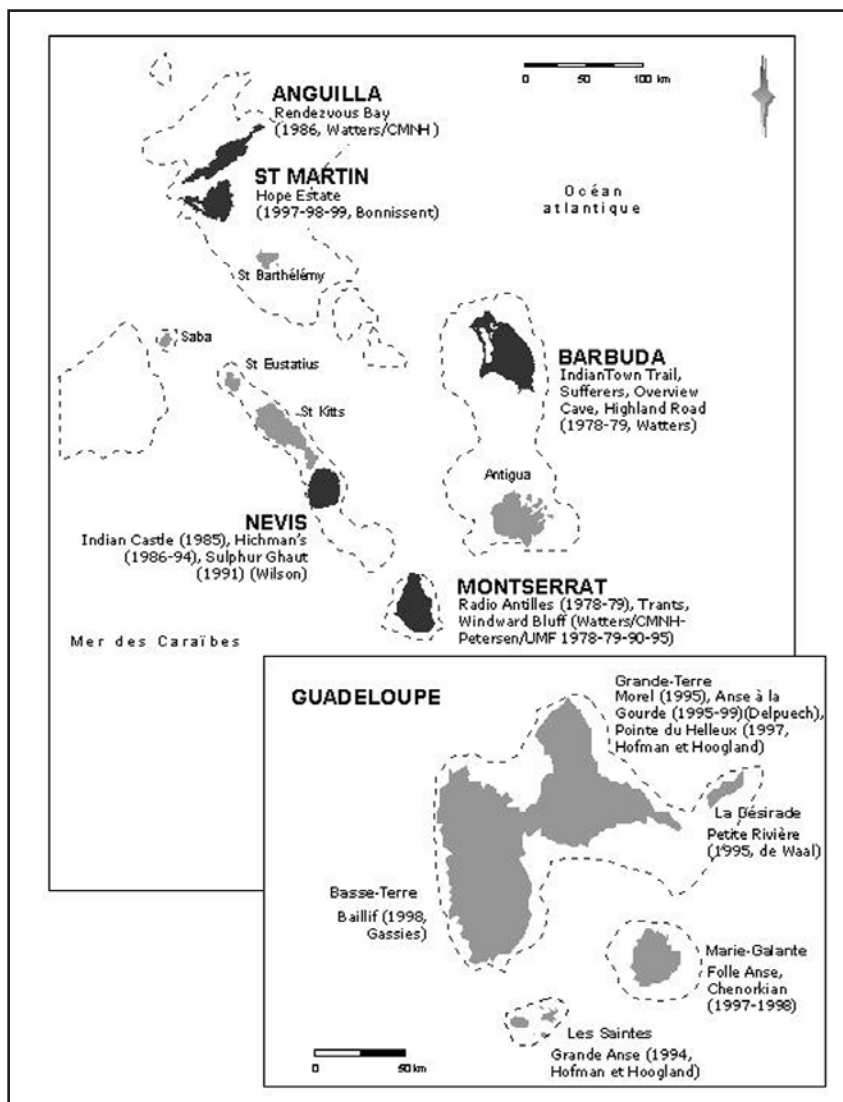 0 50 100 km
ANGUILLA
Rendezvous Bay
(1986, Watters/CMNH )
ST MARTIN
Hope Estate
(1997-98-99, Bonnissent)
Océan
atlantique
St Barthélémy
Saba
St Eustatius
St Kitts
BARBUDA
IndianTown Trail,
Sufferers, Overview
Cave, Highland Road
(1978-79, Watters)
Antigua
NEVIS
Indian Castle (1985), Hichman's
(1986-94), Sulphur Ghaut
(1991) (Wilson)
MONTSERRAT
Radio Antilles (1978-79), Trants,
Windward Bluff (Watters/CMNH-
Petersen/UMF 1978-79-90-95)
Mer des Caraïbes
GUADELOUPE
Grande-Terre
Morel (1995), Anse à la
Gourde (1995-99)(Delpuech),
Pointe du Helleux (1997,
Hofman et Hoogland)
La Désirade
Petite Rivière
(1995, de Waal)
Basse-Terre
Baillif (1998,
Gassies)
Marie-Galante
Folle Anse,
Chenorkian
(1997-1998)
Les Saintes
Grande Anse (1994,
Hofman et Hoogland)
0 50 km